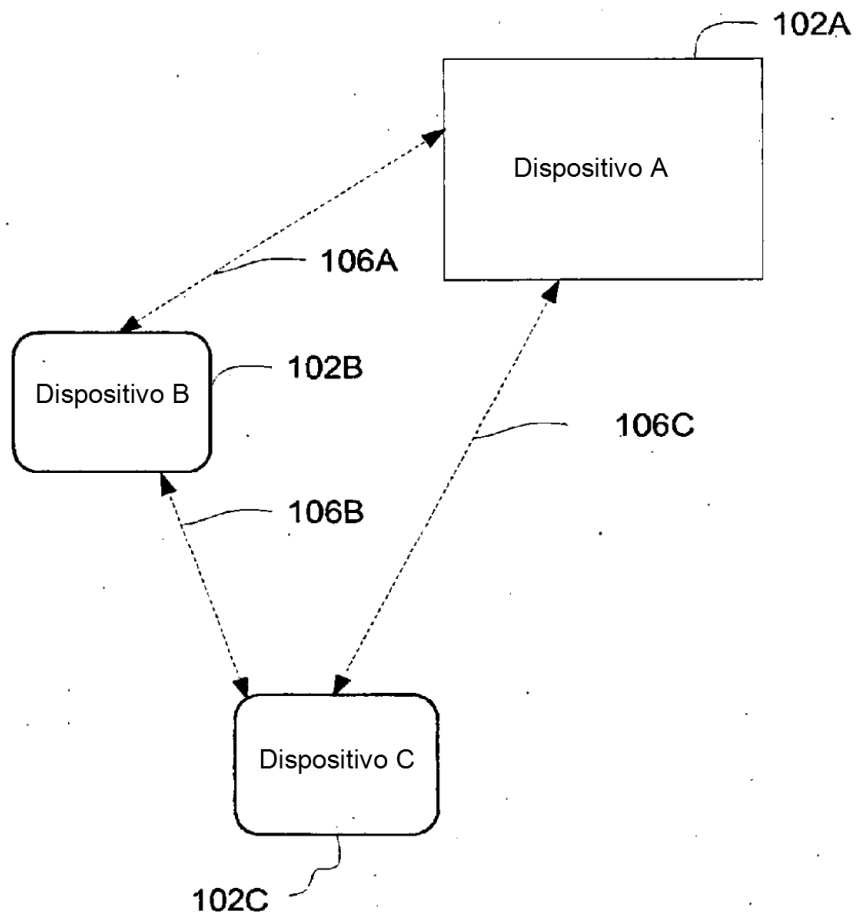 102A
Dispositivo A
106A
102B
Dispositivo B
106C
106B
Dispositivo C
102C